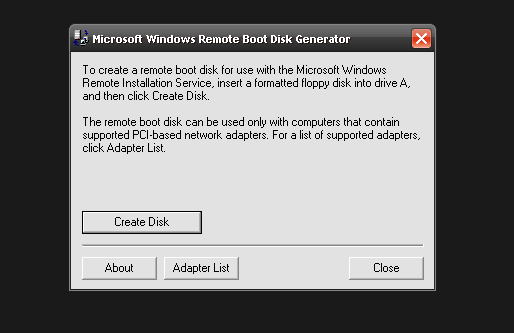 Microsoft Windows Remote Boot Disk Generator
To create a remote boot disk for use with the Microsoft Windows
Remote Installation Service, insert a formatted floppy disk into drive A,
and then click Create Disk.
The remote boot disk can be used only with computers that contain
supported PCI-based network adapters. For a list of supported adapters,
click Adapter List.
Create Disk
About
Adapter List
Close